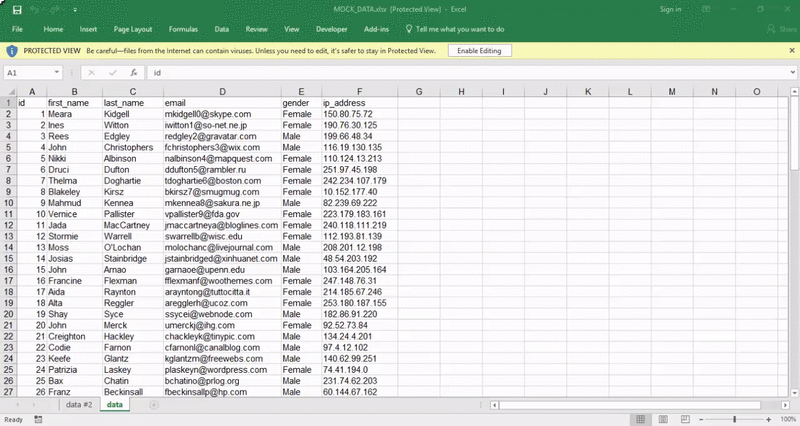 MOCK_DATA.xlsx [Protected View] - Excel
Sign in
File Home Insert Page Layout Formulas Data Review View Developer Add-ins Tell me what you want to do Share
PROTECTED VIEW Be careful—files from the Internet can contain viruses. Unless you need to edit, it's safer to stay in Protected View. Enable Editing
A1 fx id
A B C D E F G H I J K L M N O
1 id first_name last_name email gender ip_address
2 1 Meara Kidgell mkidgell0@skype.com Female 150.80.75.72
3 2 Ines Witton iwitton1@so-net.ne.jp Female 190.76.30.125
4 3 Rees Edgley redgley2@gravatar.com Male 199.66.48.34
5 4 John Christophers fchristophers3@wix.com Male 116.19.130.135
6 5 Nikki Albinson nalbinson4@mapquest.com Female 110.124.13.213
7 6 Druci Dufton ddufton5@rambler.ru Female 251.97.45.198
8 7 Thelma Doghartie tdoghartie6@boston.com Female 242.234.107.179
9 8 Blakeley Kirsz bkirsz7@smugmug.com Female 10.152.177.40
10 9 Mahmud Kennea mkennea8@sakura.ne.jp Male 82.239.69.222
11 10 Vernice Pallister vpallister9@fda.gov Female 223.179.183.161
12 11 Jada MacCartney jmaccartneya@bloglines.com Female 240.118.111.219
13 12 Stormie Warrell swarrellb@wisc.edu Female 112.193.81.139
14 13 Moss O'Lochan molochanc@livejournal.com Male 208.201.12.198
15 14 Josias Stainbridge jstainbridged@xinhuanet.com Male 48.54.203.192
16 15 John Arnao garnaoe@upenn.edu Male 103.164.205.164
17 16 Francine Flexman fflexmanf@woothemes.com Female 247.148.76.31
18 17 Aida Raynton arayntong@tuttocitta.it Female 214.185.67.246
19 18 Alta Reggler aregglerh@ucoz.com Female 253.180.187.155
20 19 Shay Syce ssycei@webnode.com Male 182.86.91.220
21 20 John Merck umerckj@ihg.com Female 92.52.73.84
22 21 Creighton Hackley chackleyk@tinypic.com Male 134.24.4.201
23 22 Codie Farnon cfarnonl@canalblog.com Male 97.4.12.102
24 23 Keefe Glantz kglantzm@freewebs.com Male 140.62.99.251
25 24 Patrizia Laskey plaskeyn@wordpress.com Female 74.41.194.0
26 25 Bax Chatin bchatino@prlog.org Male 231.74.62.203
27 26 Franz Beckinsall fbeckinsallp@hp.com Male 60.144.67.162
data #2 data
Ready 100%